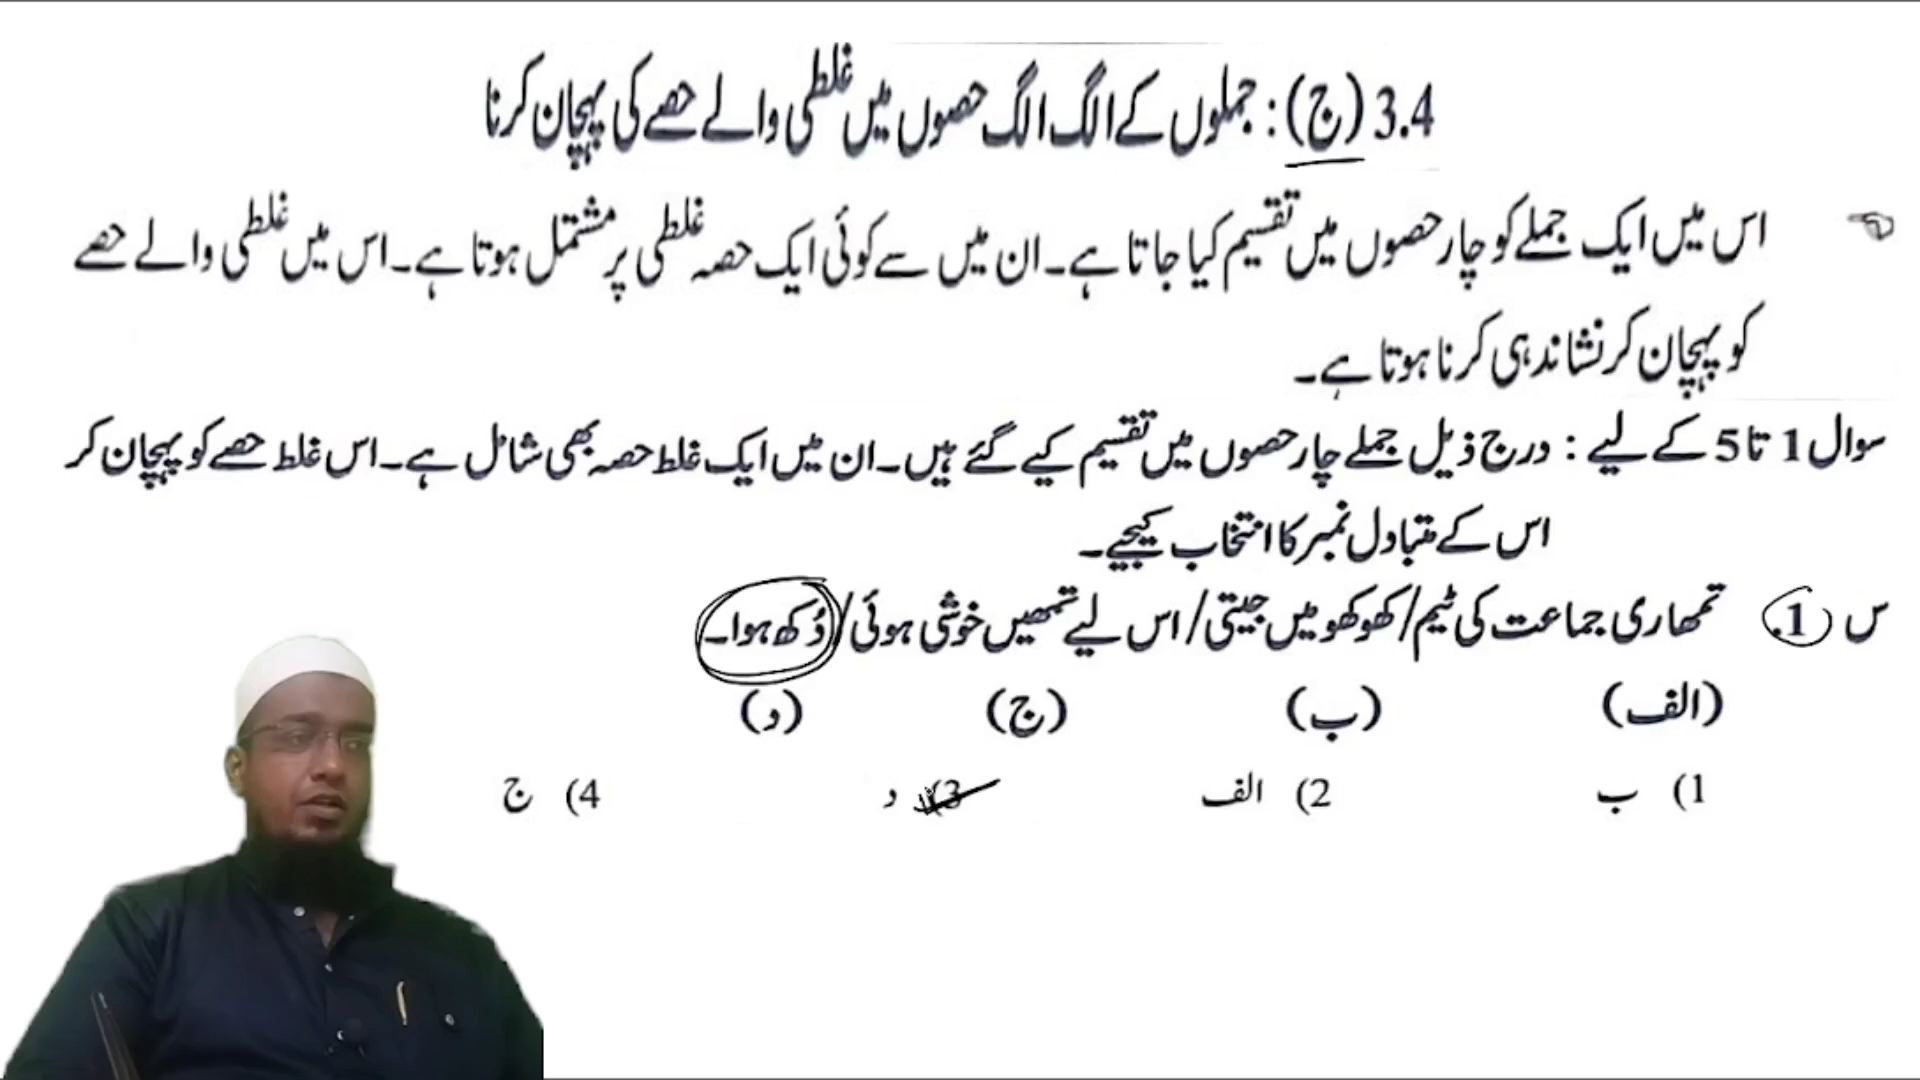 3.4 (ج) : جملوں کے الگ الگ حصوں میں غلطی والے حصے کی پہچان کرنا
اس میں ایک جملے کو چار حصوں میں تقسیم کیا جاتا ہے۔ ان میں سے کوئی ایک حصہ غلطی پر مشتمل ہوتا ہے۔ اس میں غلطی والے حصے
کو پہچان کر نشاندہی کرنا ہوتا ہے۔
سوال 1 تا 5 کے لیے : درج ذیل جملے چار حصوں میں تقسیم کیے گئے ہیں۔ ان میں ایک غلط حصہ بھی شامل ہے۔ اس غلط حصے کو پہچان کر
اس کے متبادل نمبر کا انتخاب کیجیے۔
س 1. تمھاری جماعت کی ٹیم/ کھو کھو میں جیتی/ اس لیے تمھیں خوشی ہوئی/ دُکھ ہوا۔
(الف) (ب) (ج) (د)
1) ب 2) الف 3) د 4) ج